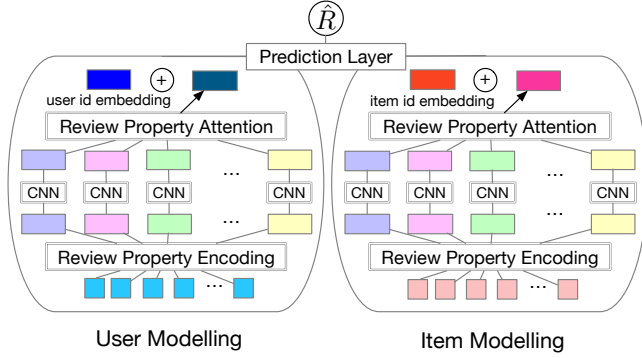 R̂
Prediction Layer
+
user id embedding
Review Property Attention
...
CNN CNN CNN CNN
...
Review Property Encoding
...
User Modelling
+
item id embedding
Review Property Attention
...
CNN CNN CNN CNN
...
Review Property Encoding
...
Item Modelling